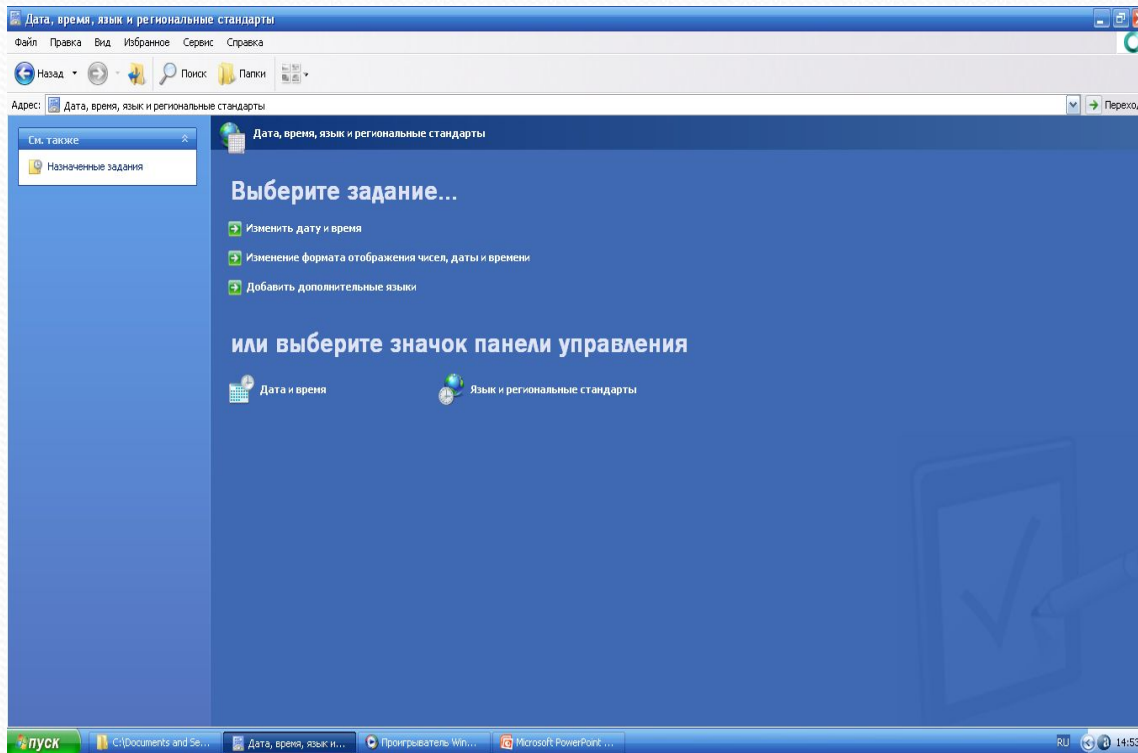 Дата, время, язык и региональные стандарты
Файл Правка Вид Избранное Сервис Справка
Назад Поиск Папки
Адрес: Дата, время, язык и региональные стандарты Перехо
См. также
Назначенные задания
Дата, время, язык и региональные стандарты
Выберите задание...
Изменить дату и время
Изменение формата отображения чисел, даты и времени
Добавить дополнительные языки
или выберите значок панели управления
Дата и время Язык и региональные стандарты
пуск C:\Documents and Se... Дата, время, язык и... Проигрыватель Win... Microsoft PowerPoint ... RU 14:53